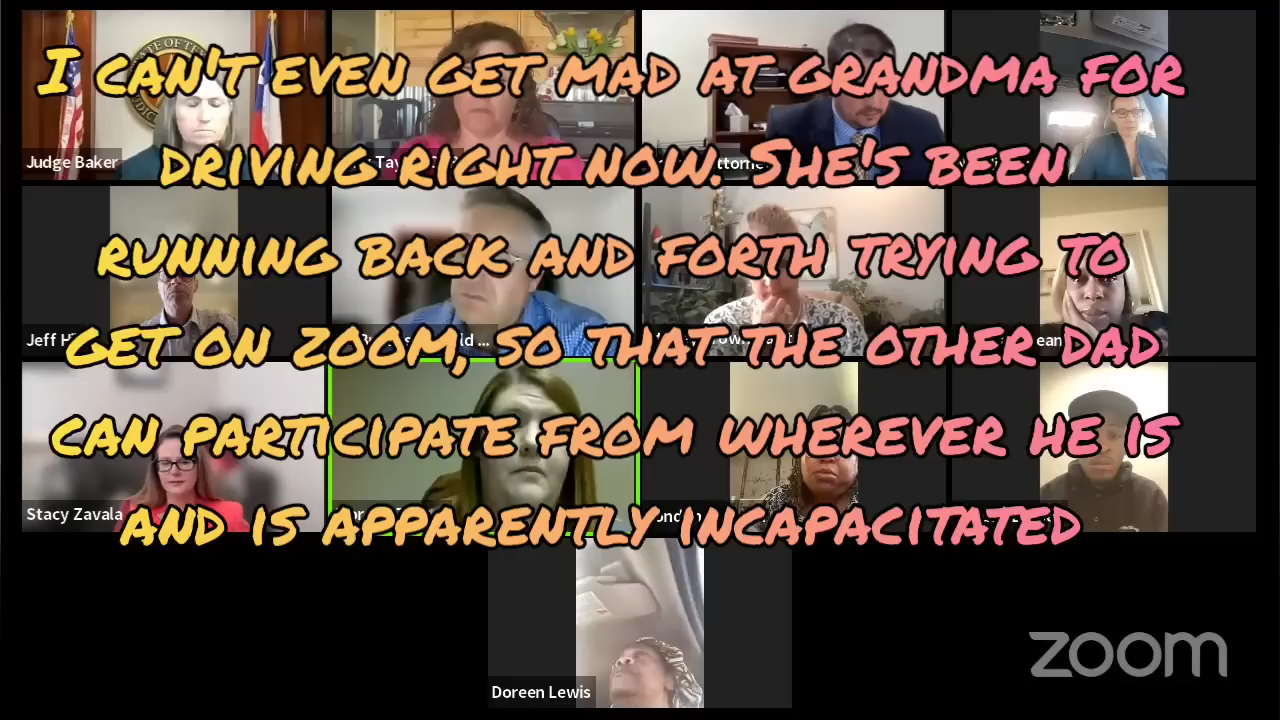 I CAN'T EVEN GET MAD AT GRANDMA FOR
DRIVING RIGHT NOW. SHE'S BEEN
RUNNING BACK AND FORTH TRYING TO
GET ON ZOOM, SO THAT THE OTHER DAD
CAN PARTICIPATE FROM WHEREVER HE IS
AND IS APPARENTLY INCAPACITATED
Judge Baker
Jeff
Stacy Zavala
Doreen Lewis
zoom